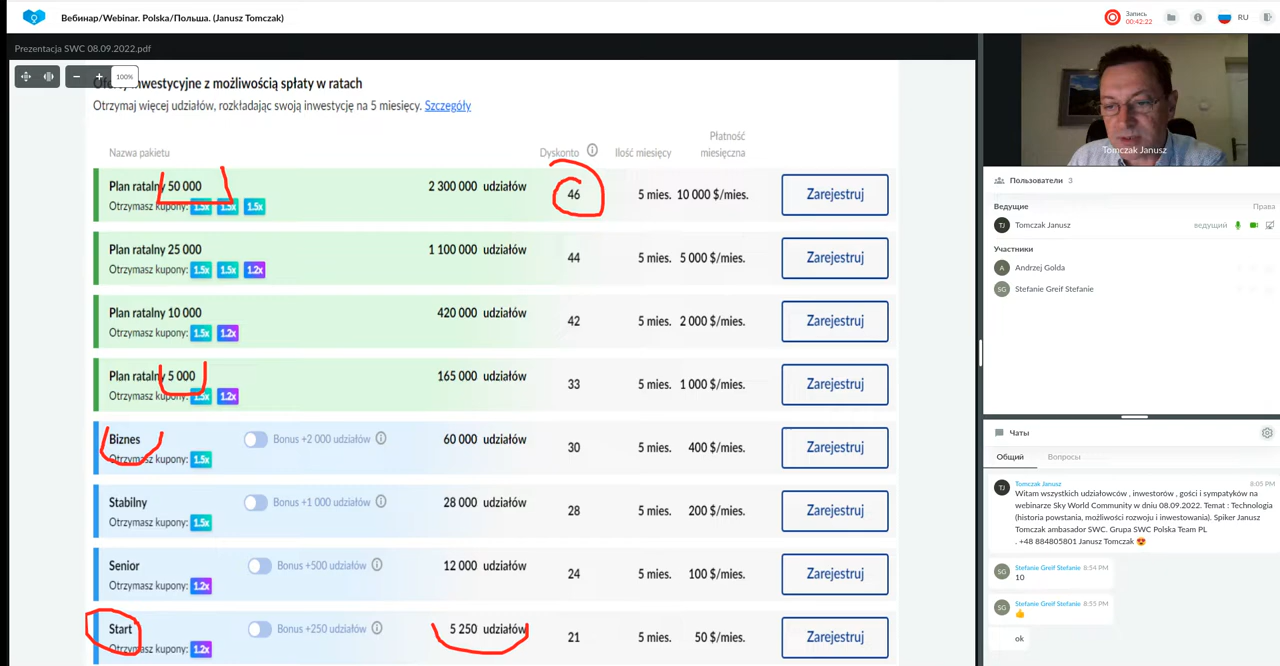 Вебинар/Webinar. Polska/Польша. (Janusz Tomczak)
Запись
00:42:22
RU
Prezentacja SWC 08.09.2022.pdf
100%
inwestycyjne z możliwością spłaty w ratach
Otrzymaj więcej udziałów, rozkładając swoją inwestycję na 5 miesięcy. Szczegóły
Nazwa pakietu
Dyskonto
Ilość miesięcy
Płatność
miesięczna
Plan ratalny 50 000
2 300 000 udziałów
46
5 mies. 10 000 $/mies.
Zarejestruj
Otrzymasz kupony: 1.5x 1.5x 1.5x
Plan ratalny 25 000
1 100 000 udziałów
44
5 mies. 5 000 $/mies.
Zarejestruj
Otrzymasz kupony: 1.5x 1.5x 1.2x
Plan ratalny 10 000
420 000 udziałów
42
5 mies. 2 000 $/mies.
Zarejestruj
Otrzymasz kupony: 1.5x 1.2x
Plan ratalny 5 000
165 000 udziałów
33
5 mies. 1 000 $/mies.
Zarejestruj
Otrzymasz kupony: 1.5x 1.2x
Biznes
Bonus +2 000 udziałów
60 000 udziałów
30
5 mies. 400 $/mies.
Zarejestruj
Otrzymasz kupony: 1.5x
Stabilny
Bonus +1 000 udziałów
28 000 udziałów
28
5 mies. 200 $/mies.
Zarejestruj
Otrzymasz kupony: 1.5x
Senior
Bonus +500 udziałów
12 000 udziałów
24
5 mies. 100 $/mies.
Zarejestruj
Otrzymasz kupony: 1.2x
Start
Bonus +250 udziałów
5 250 udziałów
21
5 mies. 50 $/mies.
Zarejestruj
Otrzymasz kupony: 1.2x
Tomczak Janusz
Пользователи 3
Ведущие
Права
TJ Tomczak Janusz
ведущий
Участники
A Andrzej Golda
SG Stefanie Greif Stefanie
Чаты
Общий
Вопросы
TJ Tomczak Janusz 8:05 PM
Witam wszystkich udziałowców , inwestorów , gości i sympatyków na
webinarze Sky World Community w dniu 08.09.2022. Temat : Technologia
(historia powstania, możliwości rozwoju i inwestowania). Spiker Janusz
Tomczak ambasador SWC. Grupa SWC Polska Team PL
. +48 884805801 Janusz Tomczak 😍
SG Stefanie Greif Stefanie 8:54 PM
10
SG Stefanie Greif Stefanie 8:55 PM
👍
ok